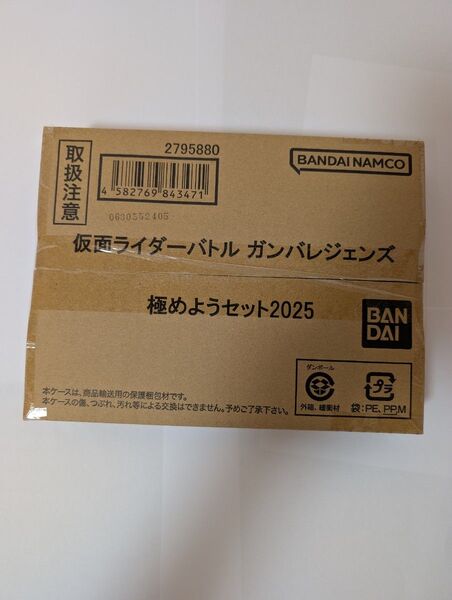 取扱注意
2795880
4 582769 843471
0630552405
BANDAI NAMCO
仮面ライダーバトル ガンバレジェンズ
極めようセット2025
BAN
DAI
本ケースは、商品輸送用の保護梱包材です。
本ケースの傷、つぶれ、汚れ等による交換はできません。予めご了承下さい。
ダンボール
外箱、緩衝材
プラ
袋:PE、PP、M